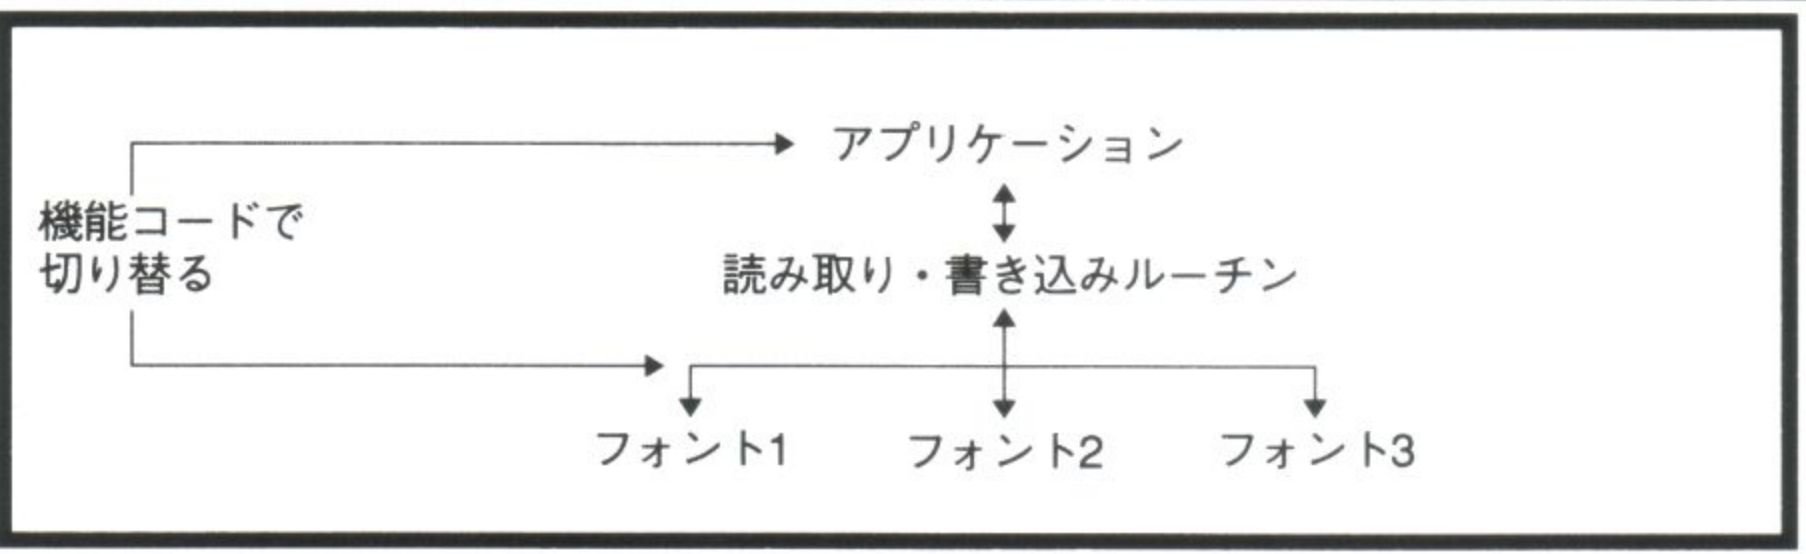 アプリケーション
機能コードで
切り替る
読み取り・書き込みルーチン
フォント1
フォント2
フォント3